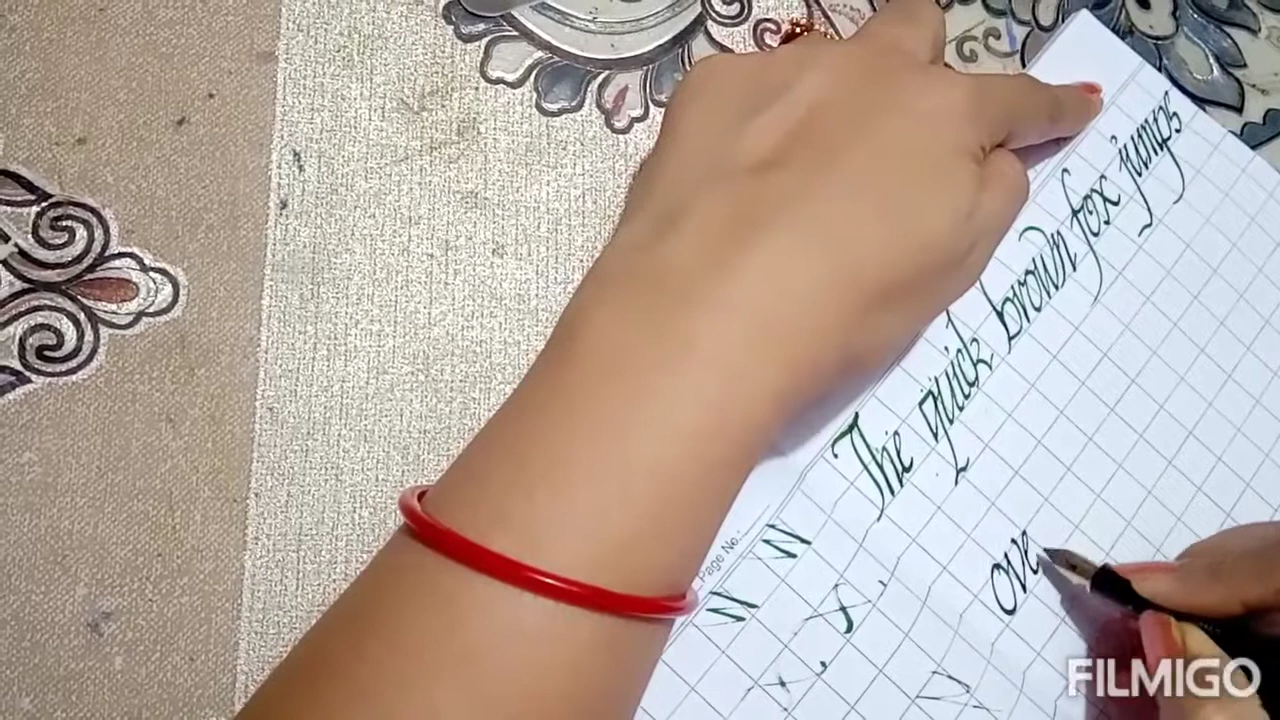 Page No.:
The quick brown fox jumps
ove
N N
x
x
N
FILMIGO